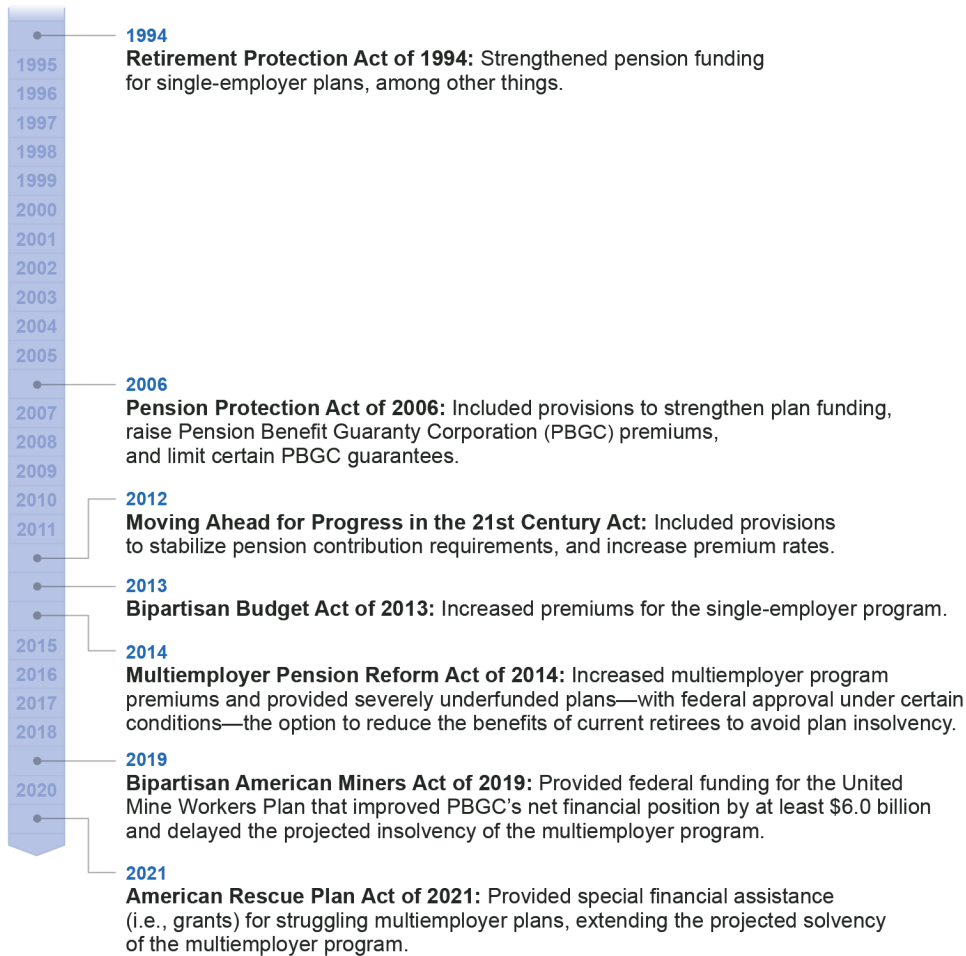 1994
Retirement Protection Act of 1994: Strengthened pension funding
for single-employer plans, among other things.
1995
1996
1997
1998
1999
2000
2001
2002
2003
2004
2005
2006
Pension Protection Act of 2006: Included provisions to strengthen plan funding,
raise Pension Benefit Guaranty Corporation (PBGC) premiums,
and limit certain PBGC guarantees.
2007
2008
2009
2010
2011
2012
Moving Ahead for Progress in the 21st Century Act: Included provisions
to stabilize pension contribution requirements, and increase premium rates.
2013
Bipartisan Budget Act of 2013: Increased premiums for the single-employer program.
2014
Multiemployer Pension Reform Act of 2014: Increased multiemployer program
premiums and provided severely underfunded plans—with federal approval under certain
conditions—the option to reduce the benefits of current retirees to avoid plan insolvency.
2015
2016
2017
2018
2019
Bipartisan American Miners Act of 2019: Provided federal funding for the United
Mine Workers Plan that improved PBGC’s net financial position by at least $6.0 billion
and delayed the projected insolvency of the multiemployer program.
2020
2021
American Rescue Plan Act of 2021: Provided special financial assistance
(i.e., grants) for struggling multiemployer plans, extending the projected solvency
of the multiemployer program.